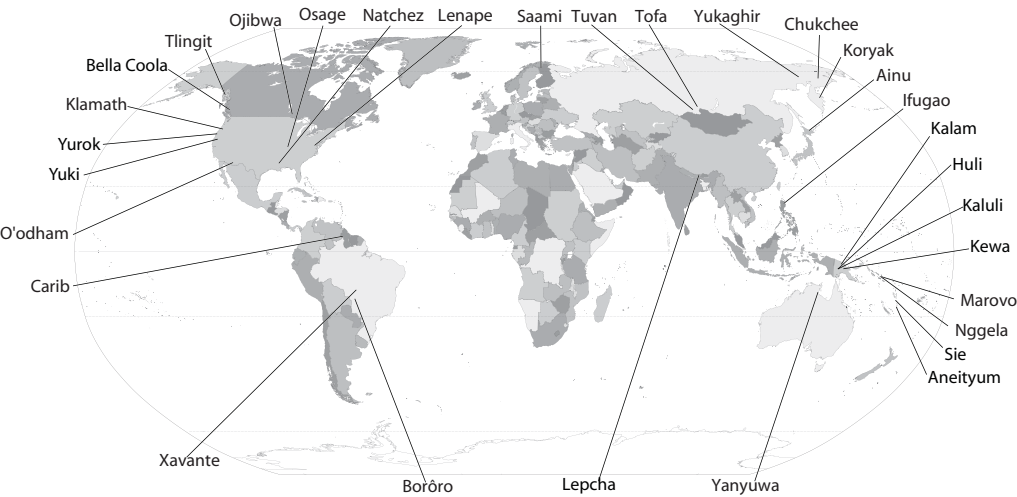 Ojibwa
Osage
Natchez
Lenape
Saami
Tuvan
Tofa
Yukaghir
Chukchee
Tlingit
Koryak
Bella Coola
Ainu
Klamath
Ifugao
Yurok
Kalam
Yuki
Huli
Kaluli
O'odham
Kewa
Carib
Marovo
Nggela
Sie
Aneityum
Xavante
Borôro
Lepcha
Yanyuwa